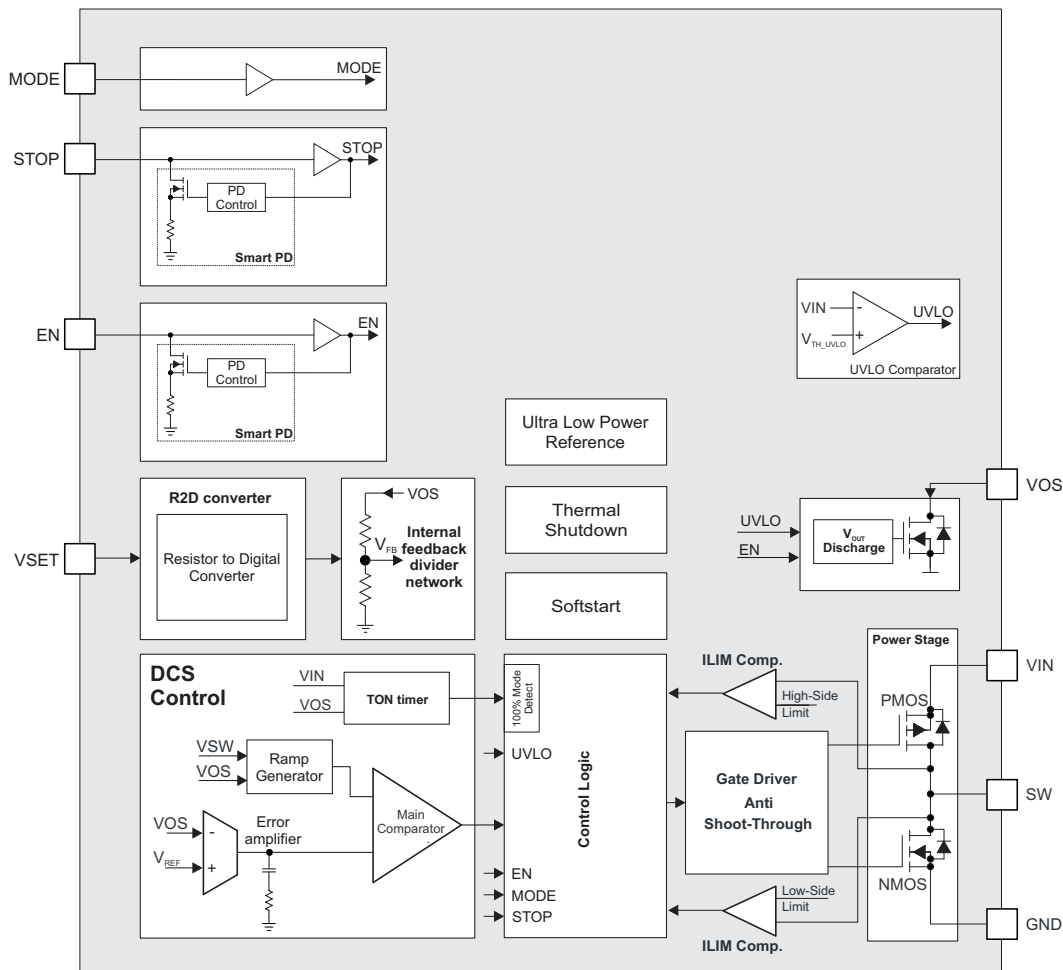 MODE
MODE
STOP
STOP
PD
Control
Smart PD
EN
EN
PD
Control
Smart PD
VIN
-
V_TH_UVLO
+
UVLO
UVLO Comparator
Ultra Low Power
Reference
Thermal
Shutdown
Softstart
VSET
R2D converter
Resistor to Digital
Converter
VOS
V_FB
Internal
feedback
divider
network
VOS
UVLO
EN
V_OUT
Discharge
DCS
Control
VIN
VOS
TON timer
VSW
VOS
Ramp
Generator
VOS
-
V_REF
+
Error
amplifier
Main
Comparator
.
100% Mode
Detect
UVLO
Control Logic
EN
MODE
STOP
ILIM Comp.
High-Side
Limit
Gate Driver
Anti
Shoot-Through
Low-Side
Limit
ILIM Comp.
Power Stage
PMOS
NMOS
VIN
SW
GND